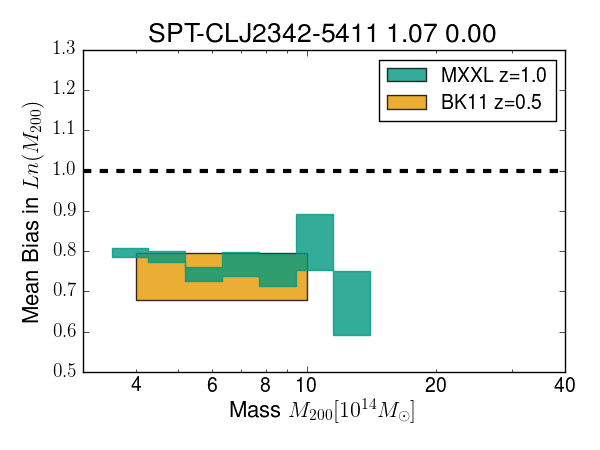 SPT-CLJ2342-5411 1.07 0.00
MXXL z=1.0
BK11 z=0.5
Mean Bias in Ln(M200)
1.3
1.2
1.1
1.0
0.9
0.8
0.7
0.6
0.5
4 6 8 10 20 40
Mass M200[10^14 M⊙]